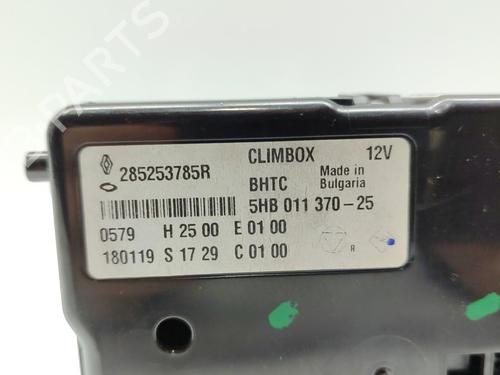 285253785R CLIMBOX 12V
BHTC Made in Bulgaria
5HB 011 370-25
0579 H 25 00 E 01 00
180119 S 17 29 C 01 00
R